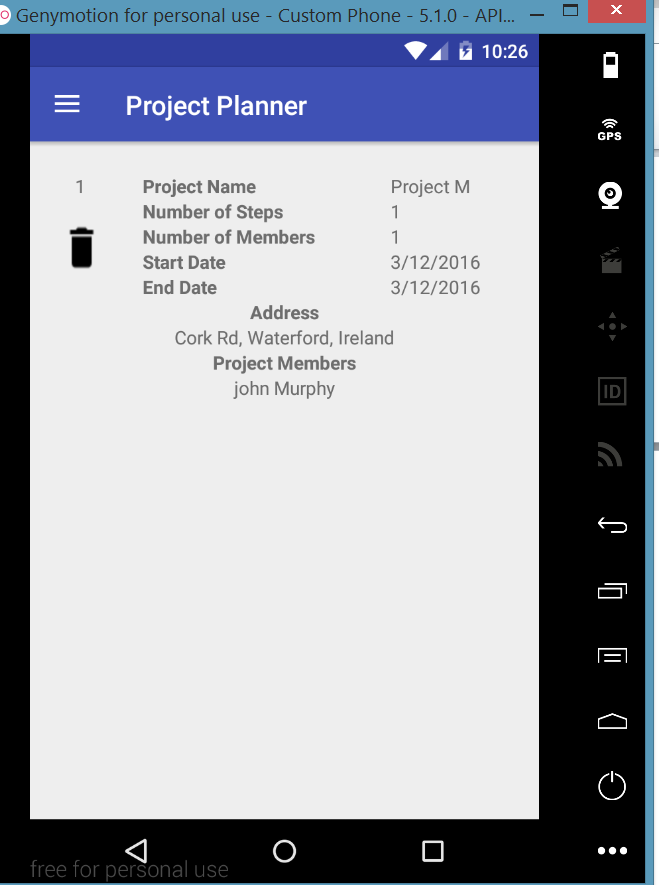 Genymotion for personal use - Custom Phone - 5.1.0 - API...
10:26
Project Planner
GPS
1 Project Name Project M
Number of Steps 1
Number of Members 1
Start Date 3/12/2016
End Date 3/12/2016
Address
Cork Rd, Waterford, Ireland
Project Members
john Murphy
ID
free for personal use